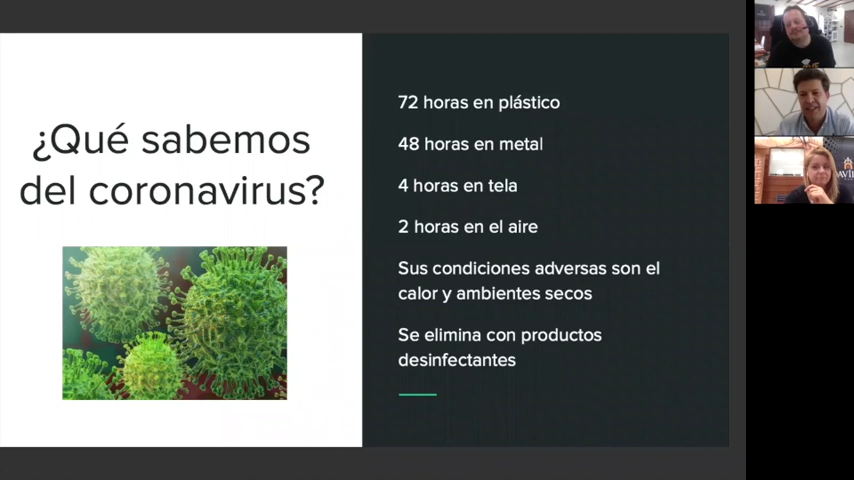 ¿Qué sabemos
del coronavirus?
72 horas en plástico
48 horas en metal
4 horas en tela
2 horas en el aire
Sus condiciones adversas son el
calor y ambientes secos
Se elimina con productos
desinfectantes